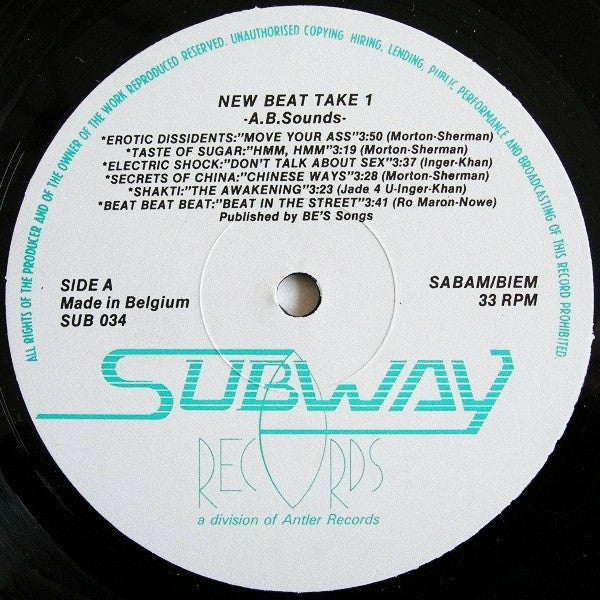 ALL RIGHTS OF THE PRODUCER AND OF THE OWNER OF THE WORK REPRODUCED RESERVED. UNAUTHORISED COPYING HIRING, LENDING, PUBLIC PERFORMANCE AND BROADCASTING OF THIS RECORD PROHIBITED
NEW BEAT TAKE 1
-A.B.Sounds-
*EROTIC DISSIDENTS:"MOVE YOUR ASS"3:50 (Morton-Sherman)
*TASTE OF SUGAR:"HMM, HMM"3:19 (Morton-Sherman)
*ELECTRIC SHOCK:"DON'T TALK ABOUT SEX"3:37 (Inger-Khan)
*SECRETS OF CHINA:"CHINESE WAYS"3:28 (Morton-Sherman)
*SHAKTI:"THE AWAKENING"3:23 (Jade 4 U-Inger-Khan)
*BEAT BEAT BEAT:"BEAT IN THE STREET"3:41 (Ro Maron-Nowe)
Published by BE'S Songs
SIDE A
Made in Belgium
SUB 034
SABAM/BIEM
33 RPM
SUBWAY
RECORDS
a division of Antler Records